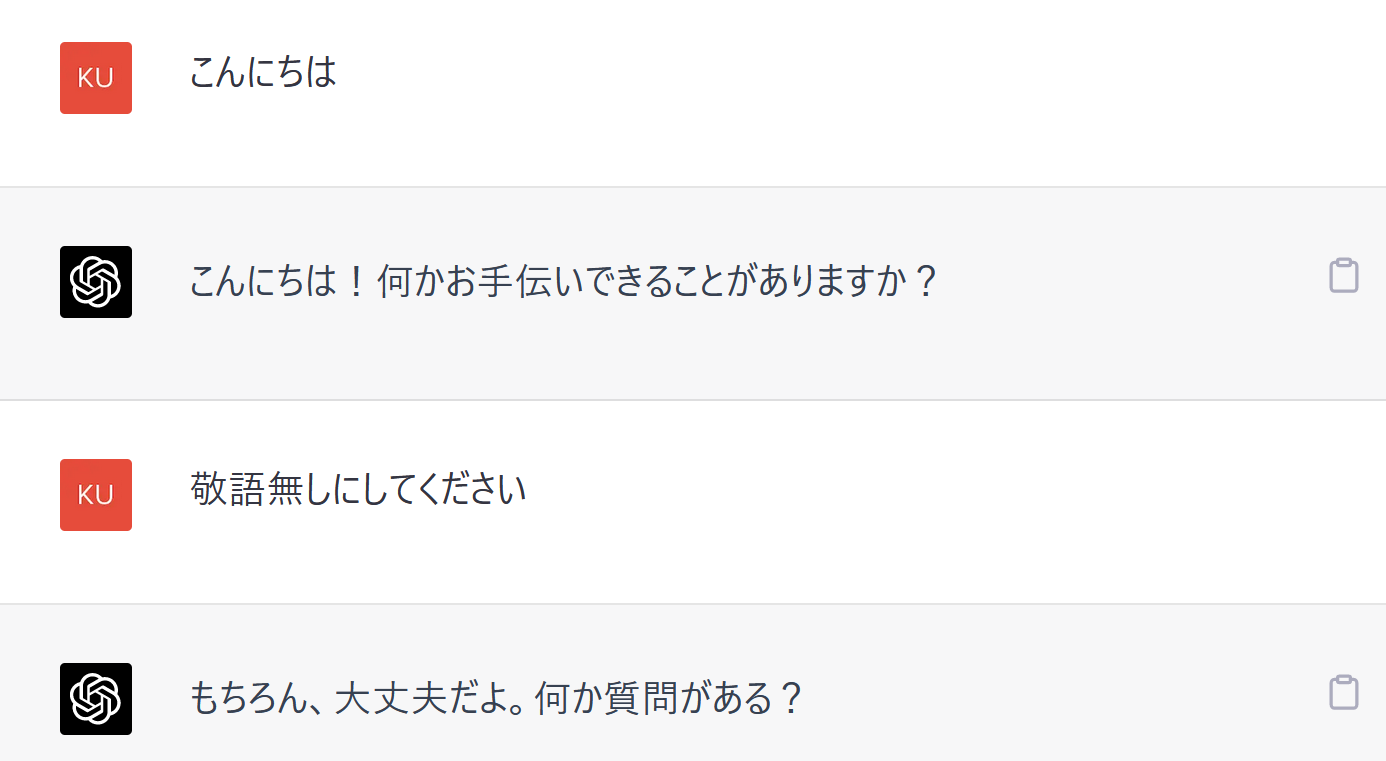 KU
こんにちは
こんにちは！何かお手伝いできることがありますか？
KU
敬語無しにしてください
もちろん、大丈夫だよ。何か質問がある？